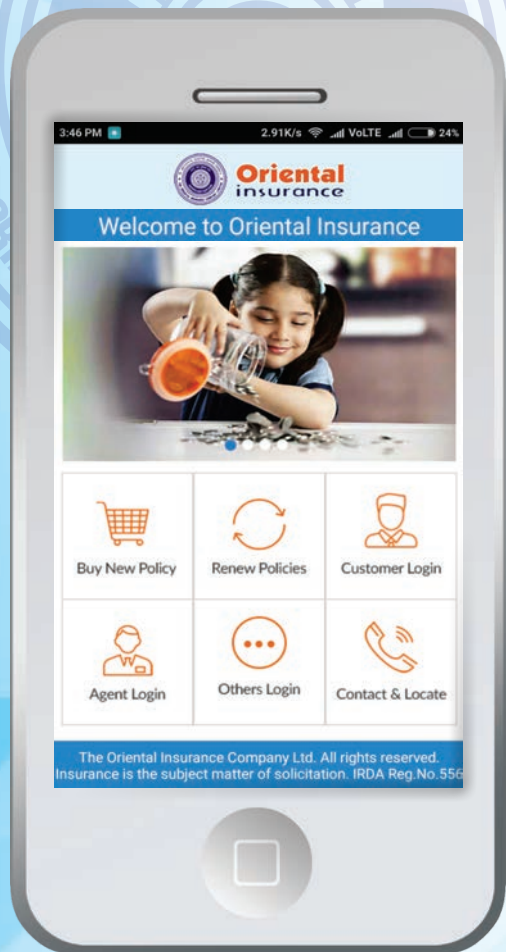 3:46 PM 2.91K/s VoLTE 24%
Oriental
insurance
Welcome to Oriental Insurance
Buy New Policy
Renew Policies
Customer Login
Agent Login
Others Login
Contact & Locate
The Oriental Insurance Company Ltd. All rights reserved.
Insurance is the subject matter of solicitation. IRDA Reg.No.556